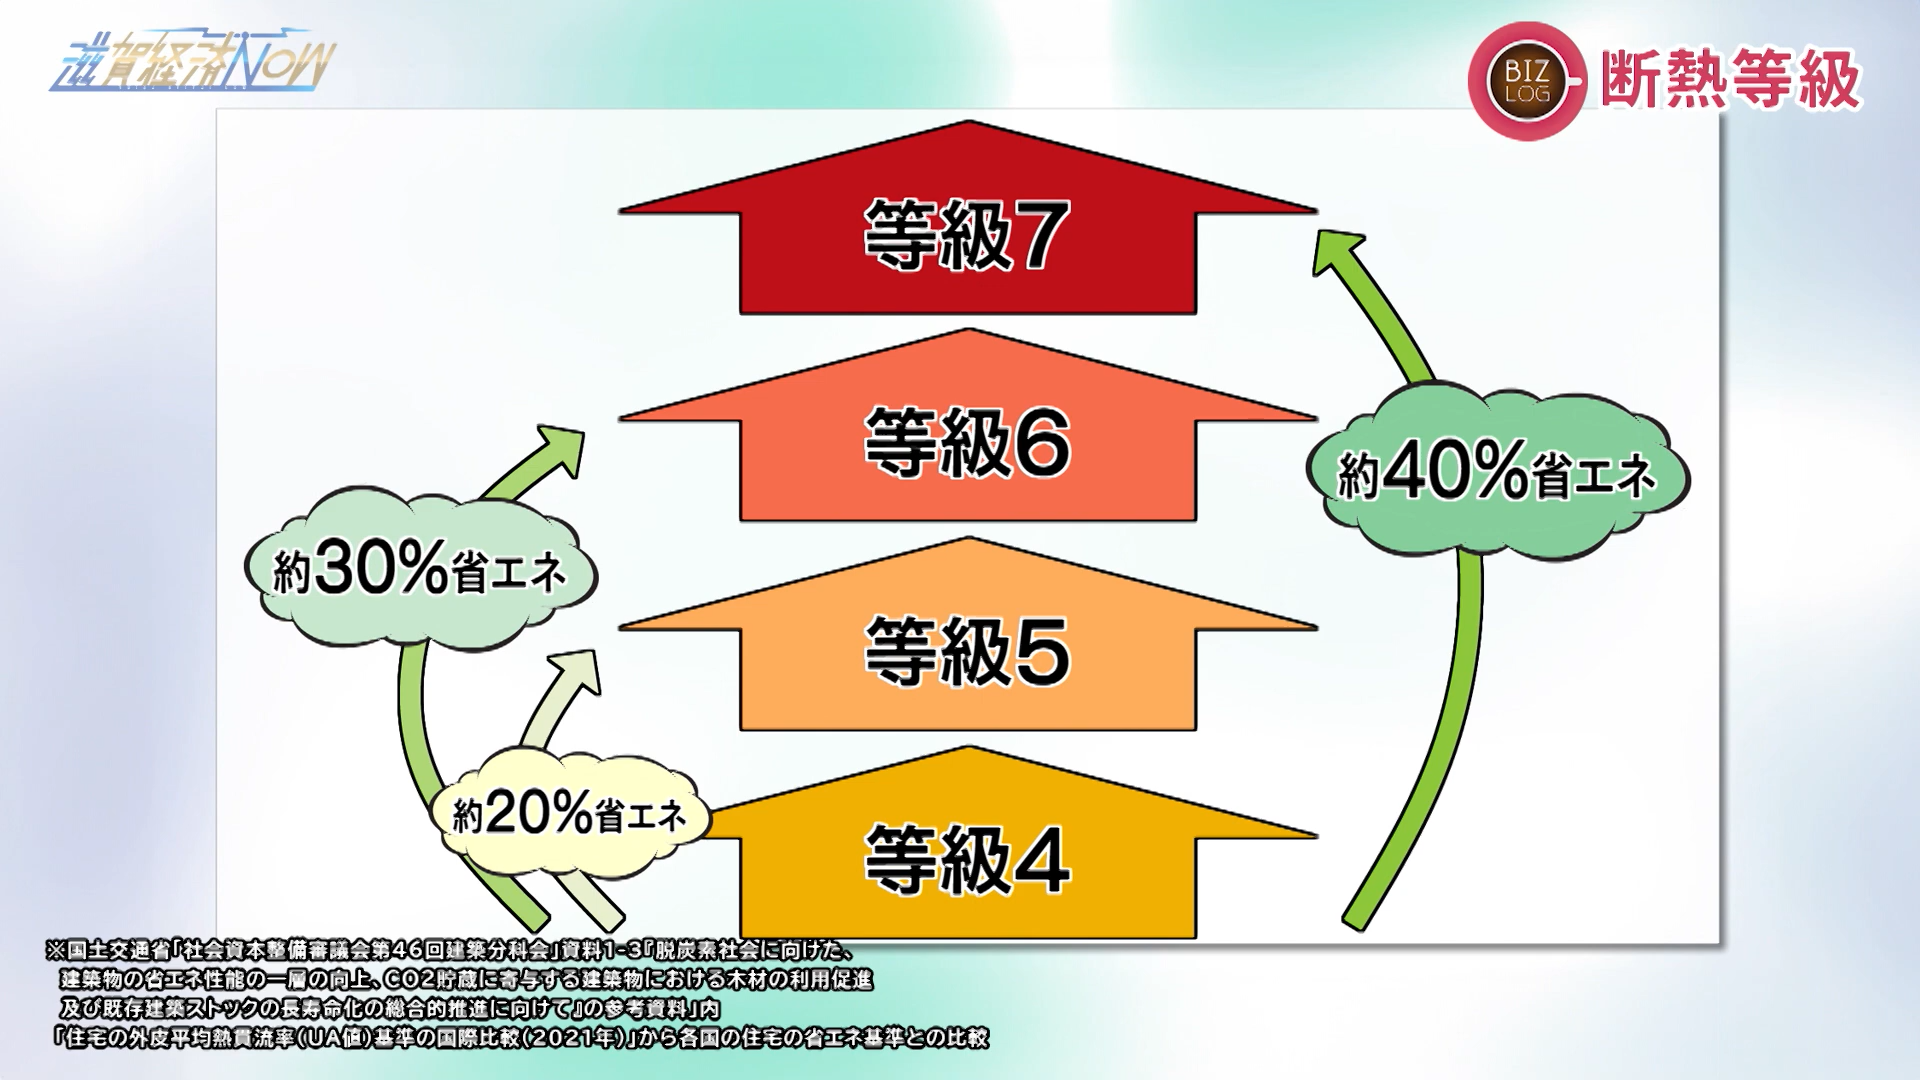 滋賀経済NOW
BIZ
LOG
断熱等級
等級7
等級6
約40%省エネ
約30%省エネ
等級5
約20%省エネ
等級4
※国土交通省「社会資本整備審議会第46回建築分科会」資料1-3『脱炭素社会に向けた、
建築物の省エネ性能の一層の向上、CO2貯蔵に寄与する建築物における木材の利用促進
及び既存建築ストックの長寿命化の総合的推進に向けて』の参考資料」内
「住宅の外皮平均熱貫流率(UA値)基準の国際比較(2021年)」から各国の住宅の省エネ基準との比較